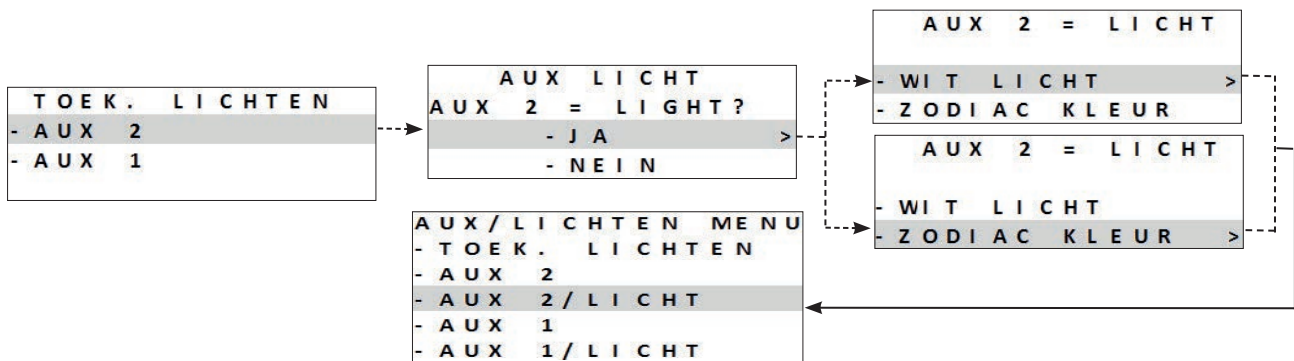 TOEK. LICHTEN
- AUX 2
- AUX 1
AUX LICHT
AUX 2 = LIGHT?
- JA >
- NEIN
AUX 2 = LICHT
- WIT LICHT >
- ZODIAC KLEUR
AUX 2 = LICHT
- WIT LICHT
- ZODIAC KLEUR >
AUX/LICHTEN MENU
- TOEK. LICHTEN
- AUX 2
- AUX 2/LICHT
- AUX 1
- AUX 1/LICHT